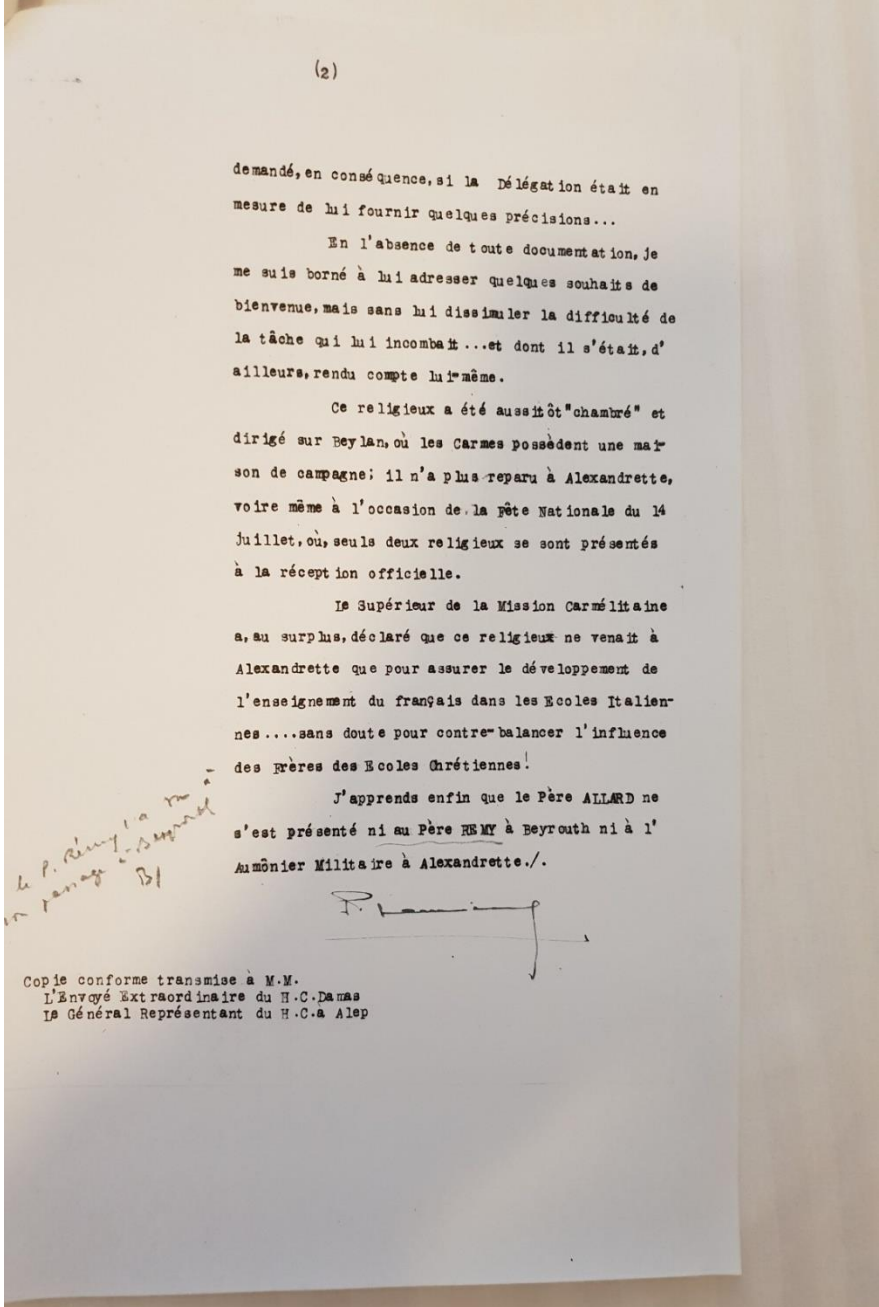 (2)
demandé,en conséquence,si la Délégation était en
mesure de lui fournir quelques précisions...
En l'absence de toute documentation,je
me suis borné à lui adresser quelques souhaits de
bienvenue,mais sans lui dissimuler la difficulté de
la tâche qui lui incombait...et dont il s'était,d'
ailleurs,rendu compte lui-même.
Ce religieux a été aussitôt"chambré" et
dirigé sur Beylan,où les Carmes possèdent une mai-
son de campagne; il n'a plus reparu à Alexandrette,
voire même à l'occasion de la Fête Nationale du 14
juillet,où,seuls deux religieux se sont présentés
à la réception officielle.
Le Supérieur de la Mission Carmélitaine
a,au surplus,déclaré que ce religieux ne venait à
Alexandrette que pour assurer le développement de
l'enseignement du français dans les Ecoles Italien-
nes....sans doute pour contre-balancer l'influence
des Frères des Ecoles Chrétiennes!
J'apprends enfin que le Père ALLARD ne
s'est présenté ni au Père REMY à Beyrouth ni à l'
Aumônier Militaire à Alexandrette./.
le P. Rémy l'a vu à
son passage à Beyrouth
Copie conforme transmise à M.M.
L'Envoyé Extraordinaire du H.C.Damas
Le Général Représentant du H.C.à Alep